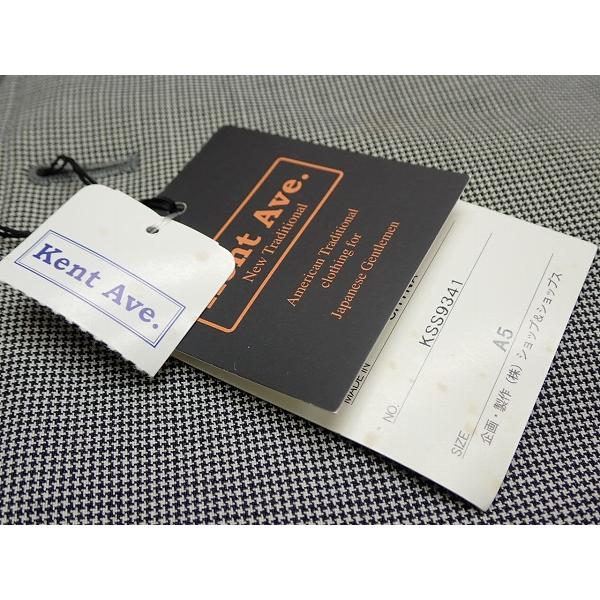 Kent Ave.
Kent Ave.
New Traditional
American Traditional
clothing for
Japanese Gentlemen
MADE IN
NO. KSS9341
SIZE A5
企画・製作 (株) ショップ&ショップス